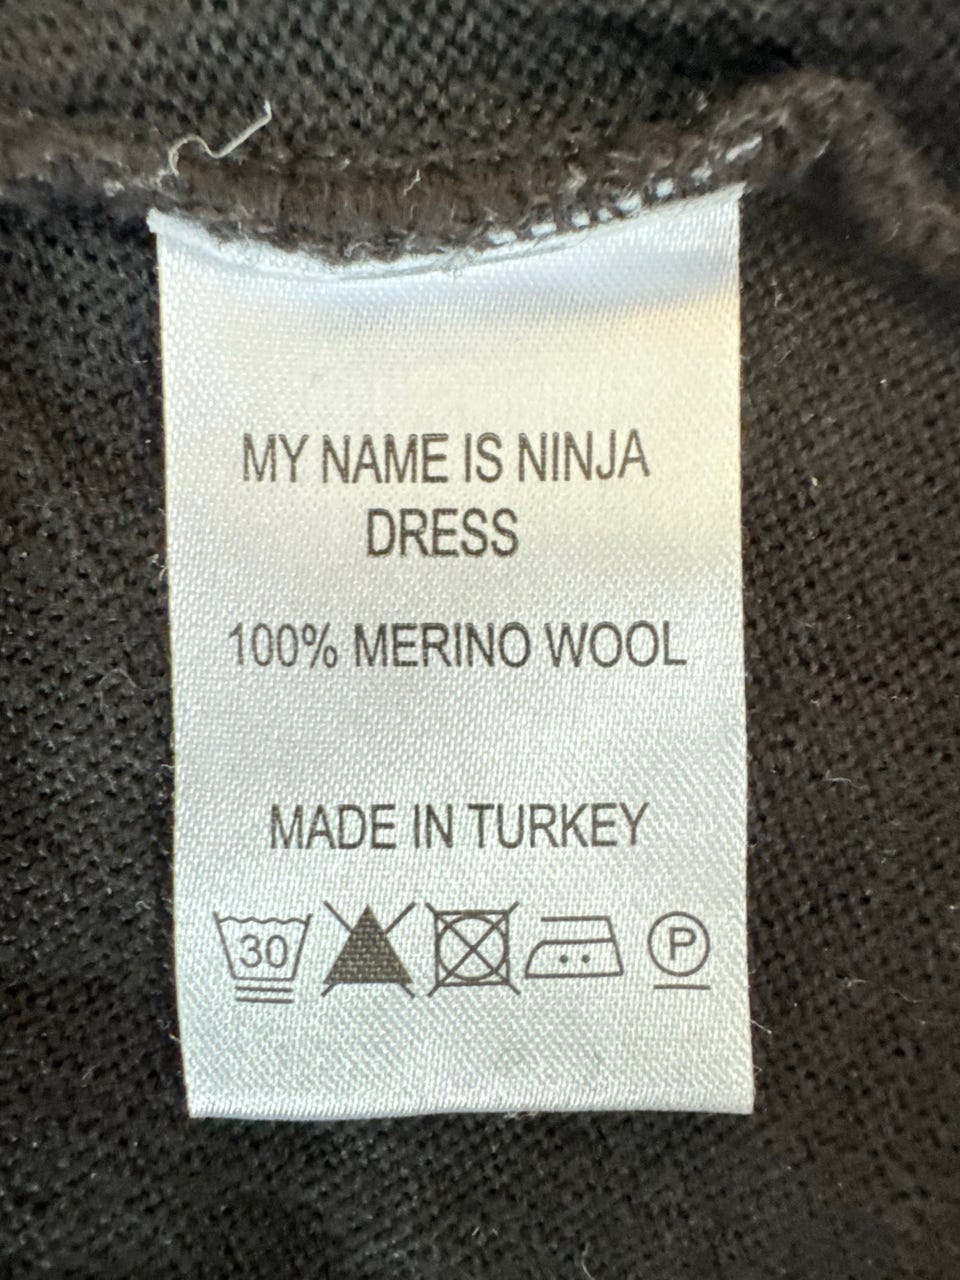 MY NAME IS NINJA
DRESS
100% MERINO WOOL
MADE IN TURKEY
30 P